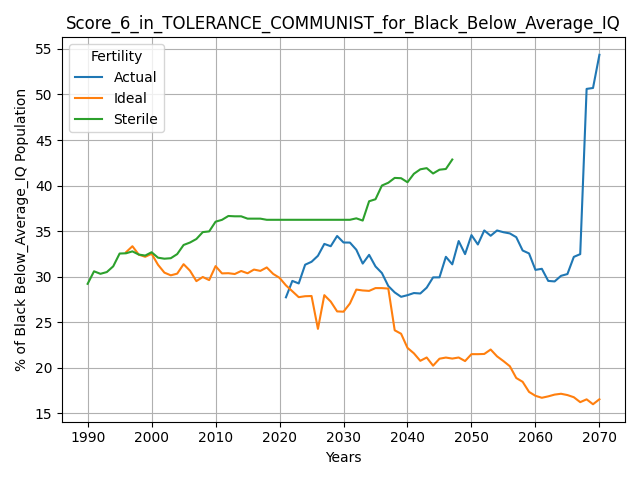 Score_6_in_TOLERANCE_COMMUNIST_for_Black_Below_Average_IQ
Fertility
Actual
Ideal
Sterile
% of Black Below_Average_IQ Population
55
50
45
40
35
30
25
20
15
1990 2000 2010 2020 2030 2040 2050 2060 2070
Years